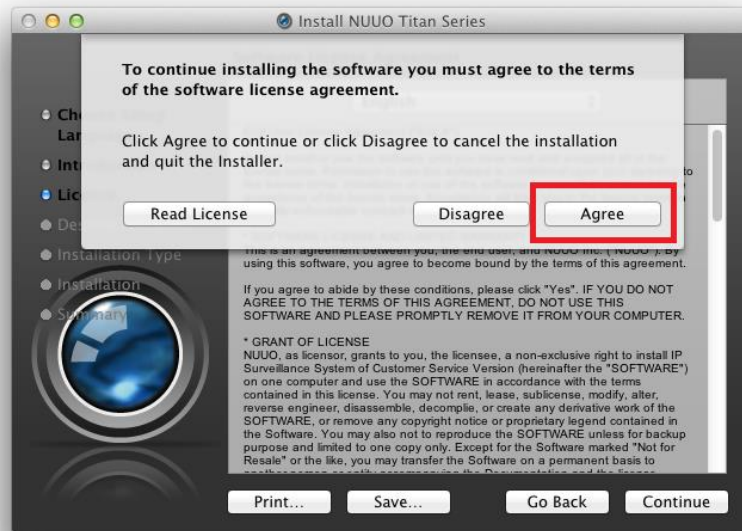 Install NUUO Titan Series
To continue installing the software you must agree to the terms
of the software license agreement.
Click Agree to continue or click Disagree to cancel the installation
and quit the Installer.
Read License
Disagree
Agree
Installation Type
Installation
Summary
This is an agreement between you, the end user, and NUUO Inc. ("NUUO"). By
using this software, you agree to become bound by the terms of this agreement.
If you agree to abide by these conditions, please click "Yes". IF YOU DO NOT
AGREE TO THE TERMS OF THIS AGREEMENT, DO NOT USE THIS
SOFTWARE AND PLEASE PROMPTLY REMOVE IT FROM YOUR COMPUTER.
* GRANT OF LICENSE
NUUO, as licensor, grants to you, the licensee, a non-exclusive right to install IP
Surveillance System of Customer Service Version (hereinafter the "SOFTWARE")
on one computer and use the SOFTWARE in accordance with the terms
contained in this license. You may not rent, lease, sublicense, modify, alter,
reverse engineer, disassemble, decomplie, or create any derivative work of the
SOFTWARE, or remove any copyright notice or proprietary legend contained in
the Software. You may also not to reproduce the SOFTWARE unless for backup
purpose and limited to one copy only. Except for the Software marked "Not for
Resale" or the like, you may transfer the Software on a permanent basis to
Print...
Save...
Go Back
Continue